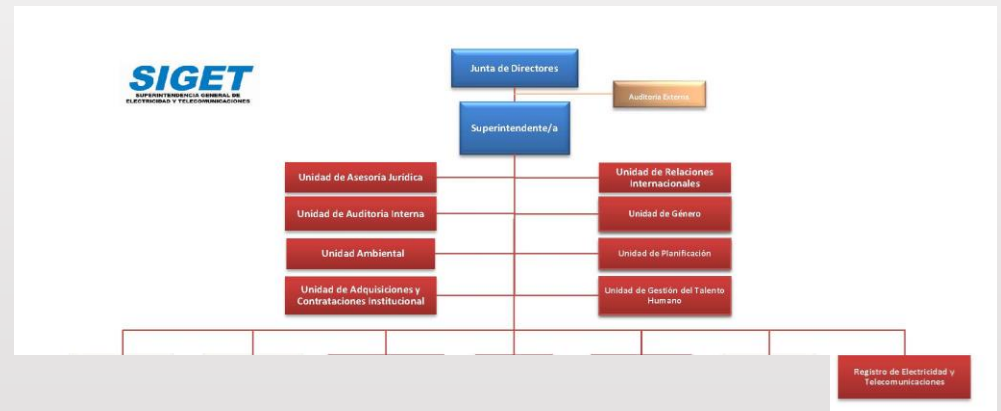 SIGET
SUPERINTENDENCIA GENERAL DE
ELECTRICIDAD Y TELECOMUNICACIONES
Junta de Directores
Auditoria Externa
Superintendente/a
Unidad de Asesoría Jurídica
Unidad de Relaciones
Internacionales
Unidad de Auditoria Interna
Unidad de Género
Unidad Ambiental
Unidad de Planificación
Unidad de Adquisiciones y
Contrataciones Institucional
Unidad de Gestión del Talento
Humano
Registro de Electricidad y
Telecomunicaciones